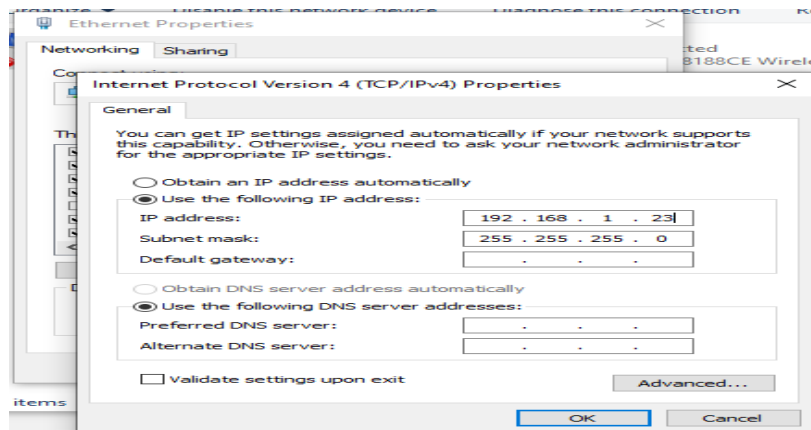 Disable this network device Diagnose this connection
Ethernet Properties
Networking Sharing
8188CE Wirel
Internet Protocol Version 4 (TCP/IPv4) Properties
General
You can get IP settings assigned automatically if your network supports
this capability. Otherwise, you need to ask your network administrator
for the appropriate IP settings.
Obtain an IP address automatically
Use the following IP address:
IP address: 192 . 168 . 1 . 23
Subnet mask: 255 . 255 . 255 . 0
Default gateway: . . .
Obtain DNS server address automatically
Use the following DNS server addresses:
Preferred DNS server: . . .
Alternate DNS server: . . .
Validate settings upon exit
Advanced...
items
OK Cancel